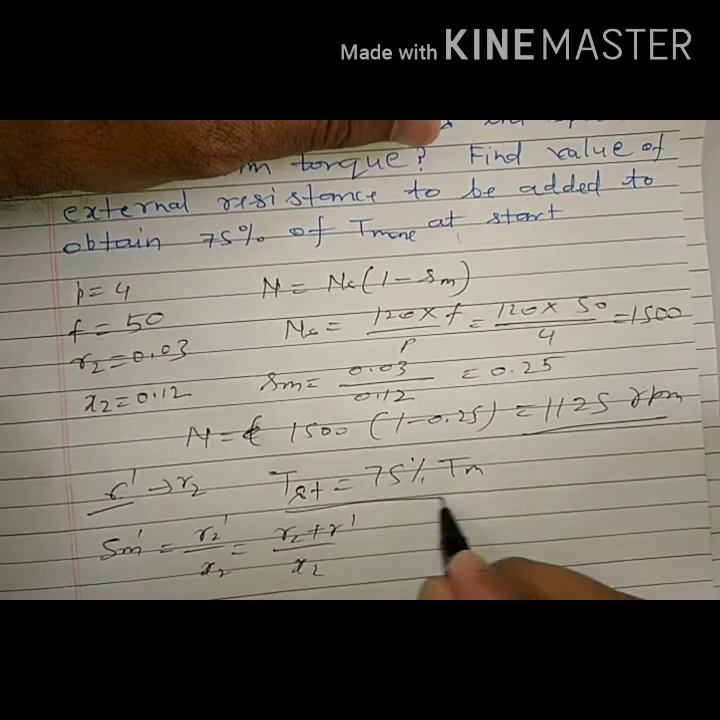 Made with KINEMASTER
torque? Find value of
external resistance to be added to
obtain 75% of Tmax at start
p = 4 N = Ns (1 - Sm)
f = 50 Ns = 120 x f / P = 120 x 50 / 4 = 1500
r2 = 0.03
x2 = 0.12 Sm = 0.03 / 0.12 = 0.25
N = 1500 (1 - 0.25) = 1125 rpm
r' → r2 Tst = 75% Tm
Sm' = r2' / x2 = r2 + r' / x2